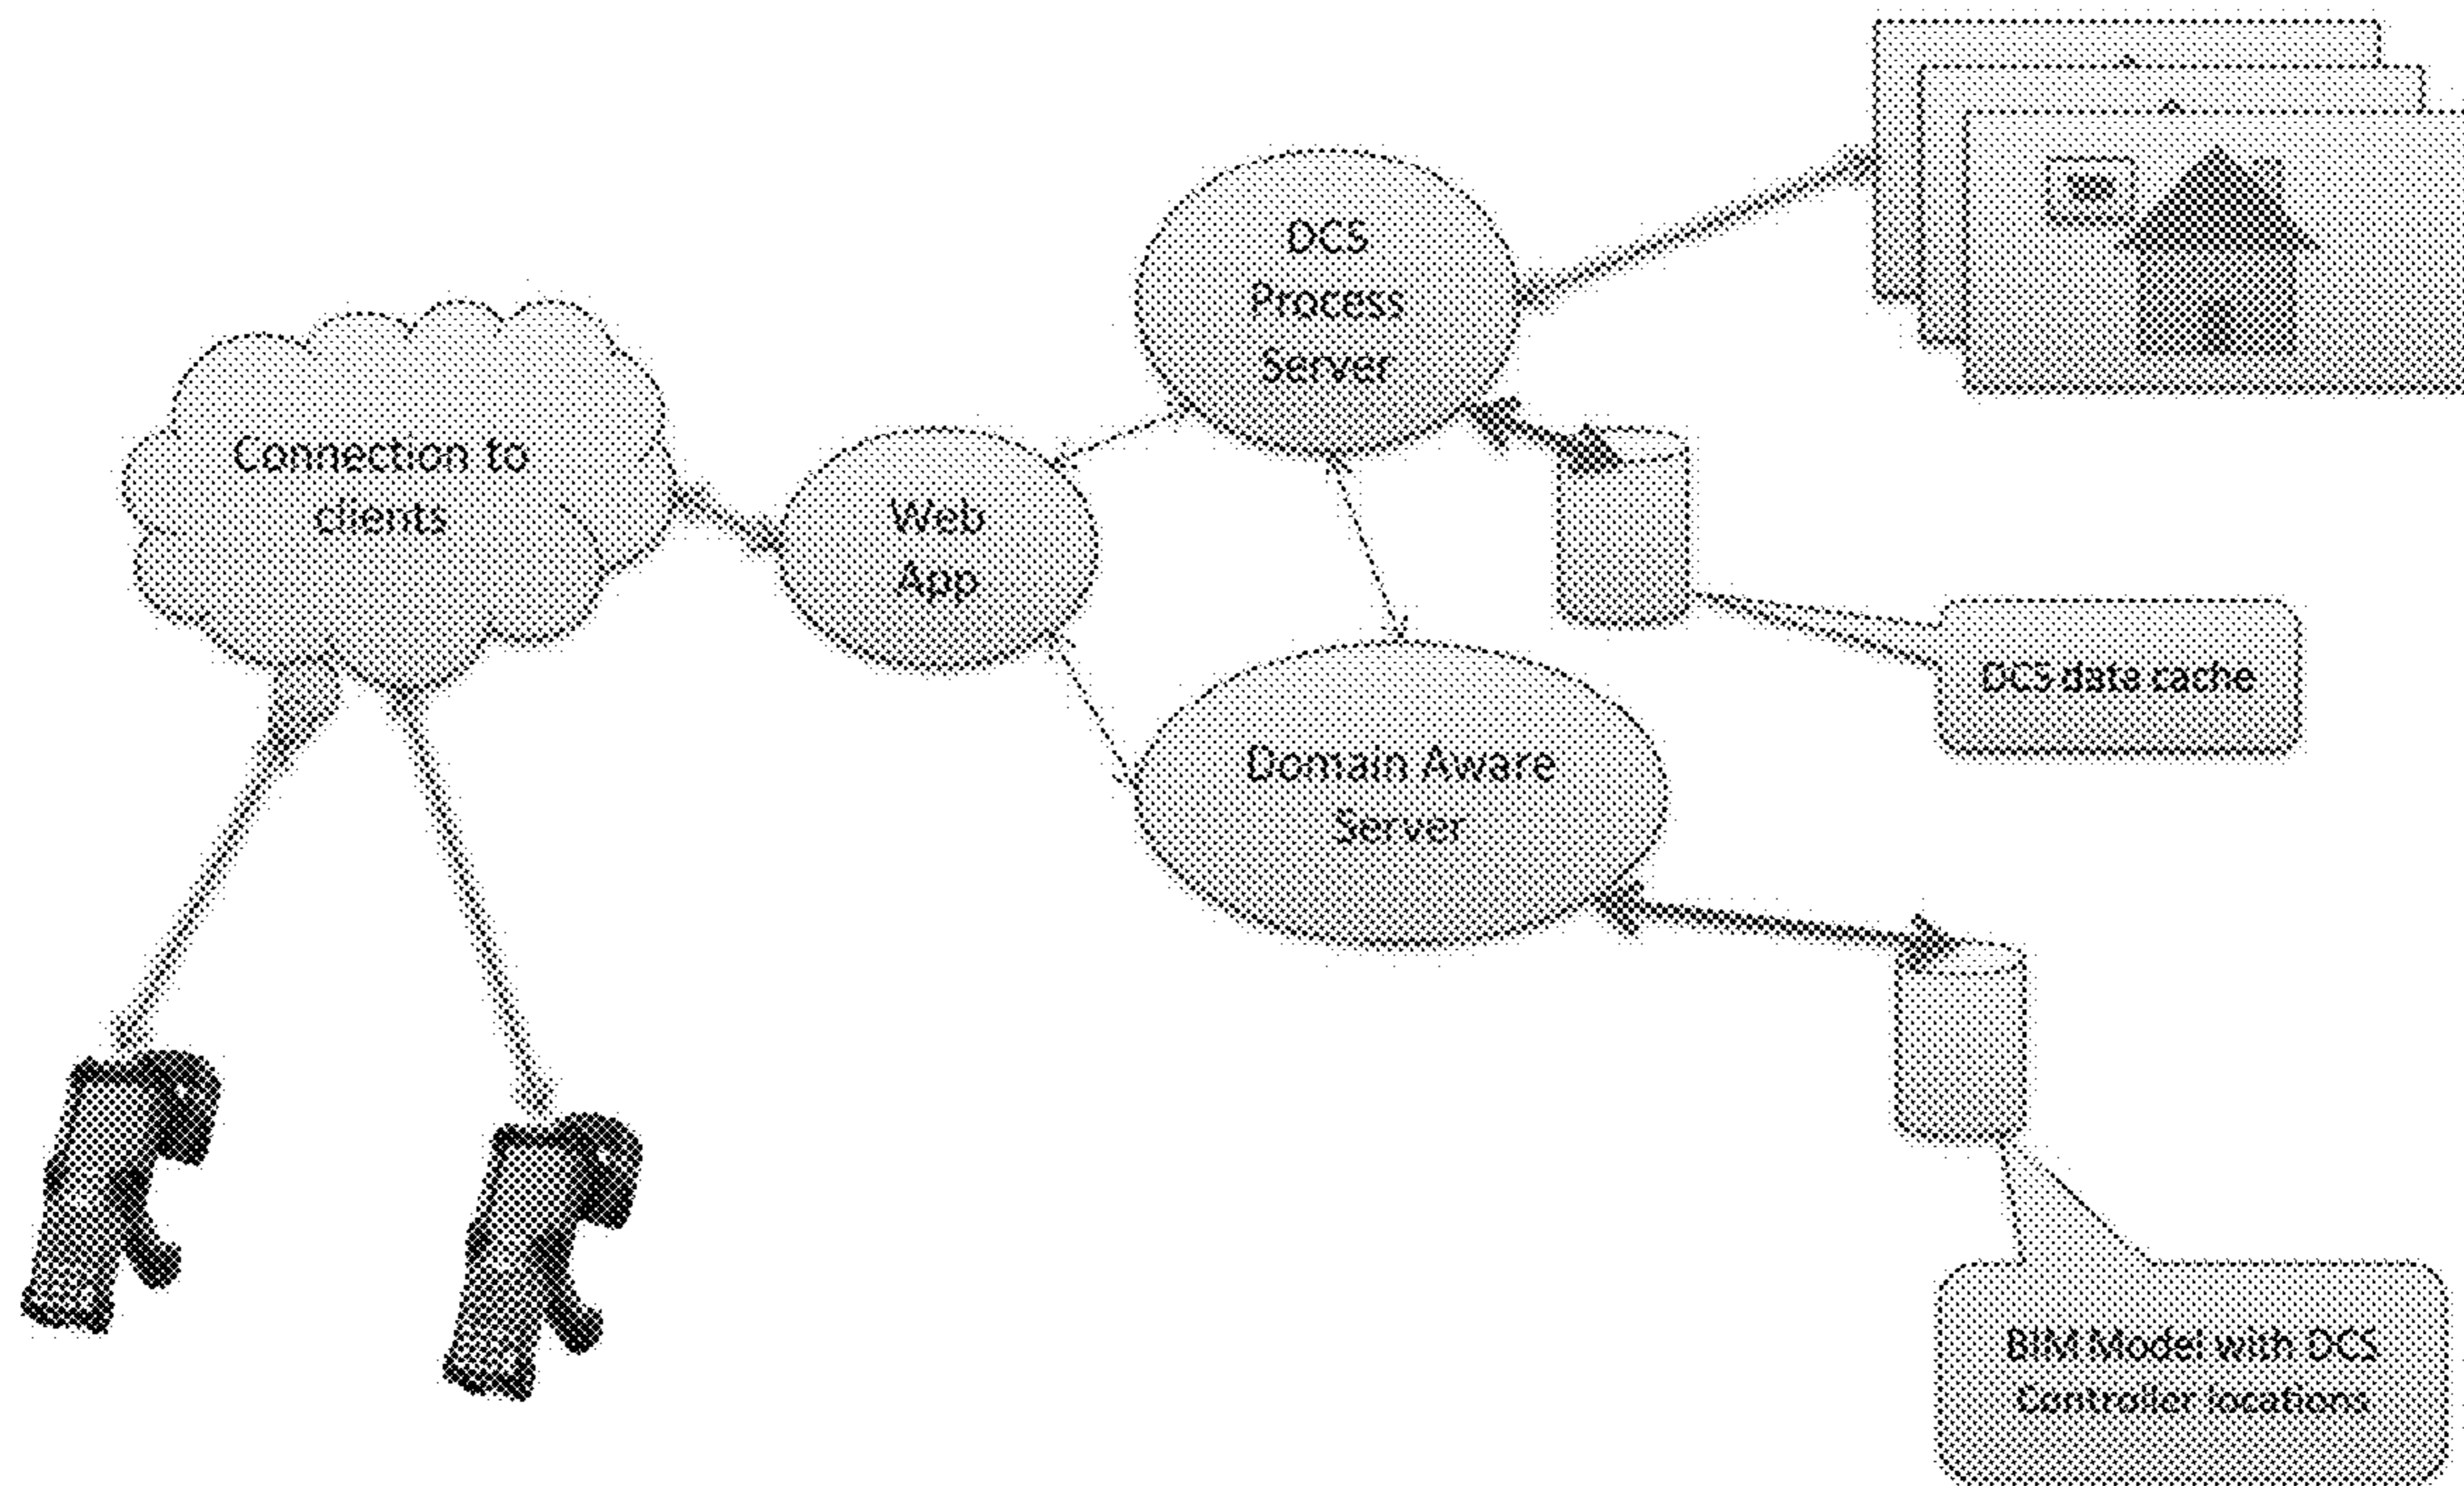 DCS
Process
Server
Connection to
clients
Web
App
DCS data cache
Domain Aware
Server
BIM Model with DCS
Controller locations